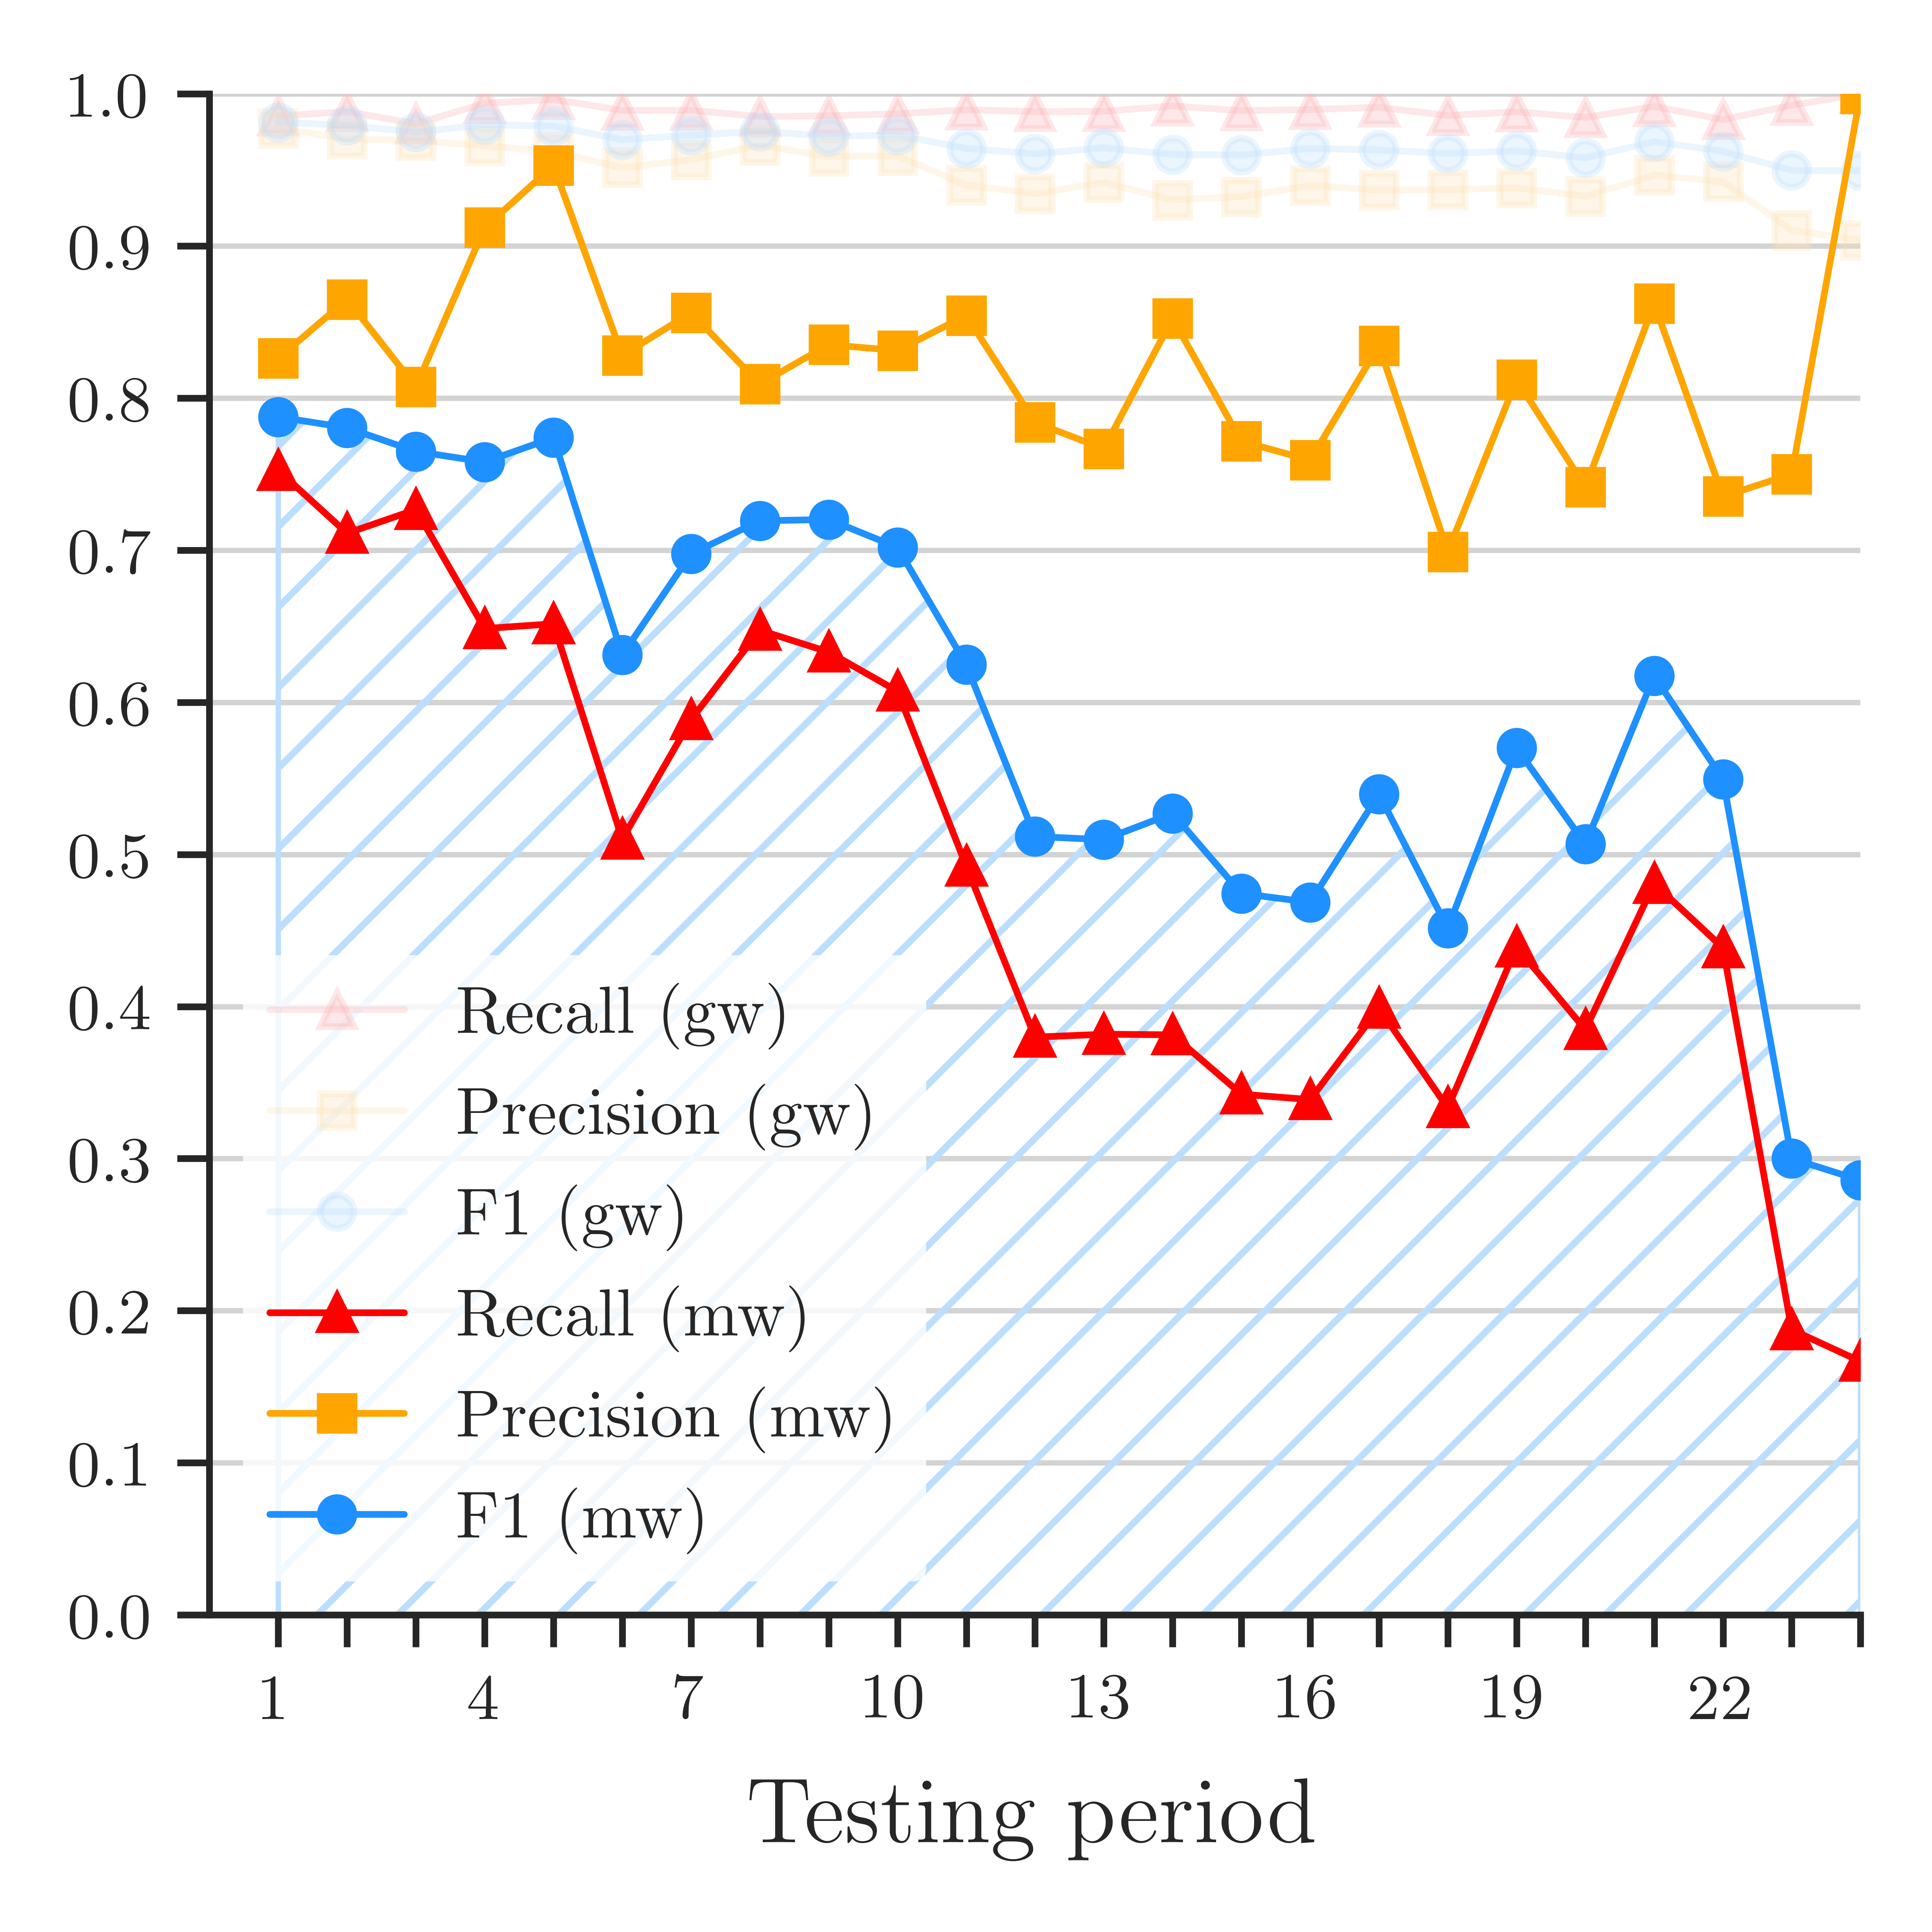 1.0
0.9
0.8
0.7
0.6
0.5
0.4
0.3
0.2
0.1
0.0
Recall (gw)
Precision (gw)
F1 (gw)
Recall (mw)
Precision (mw)
F1 (mw)
1 4 7 10 13 16 19 22
Testing period